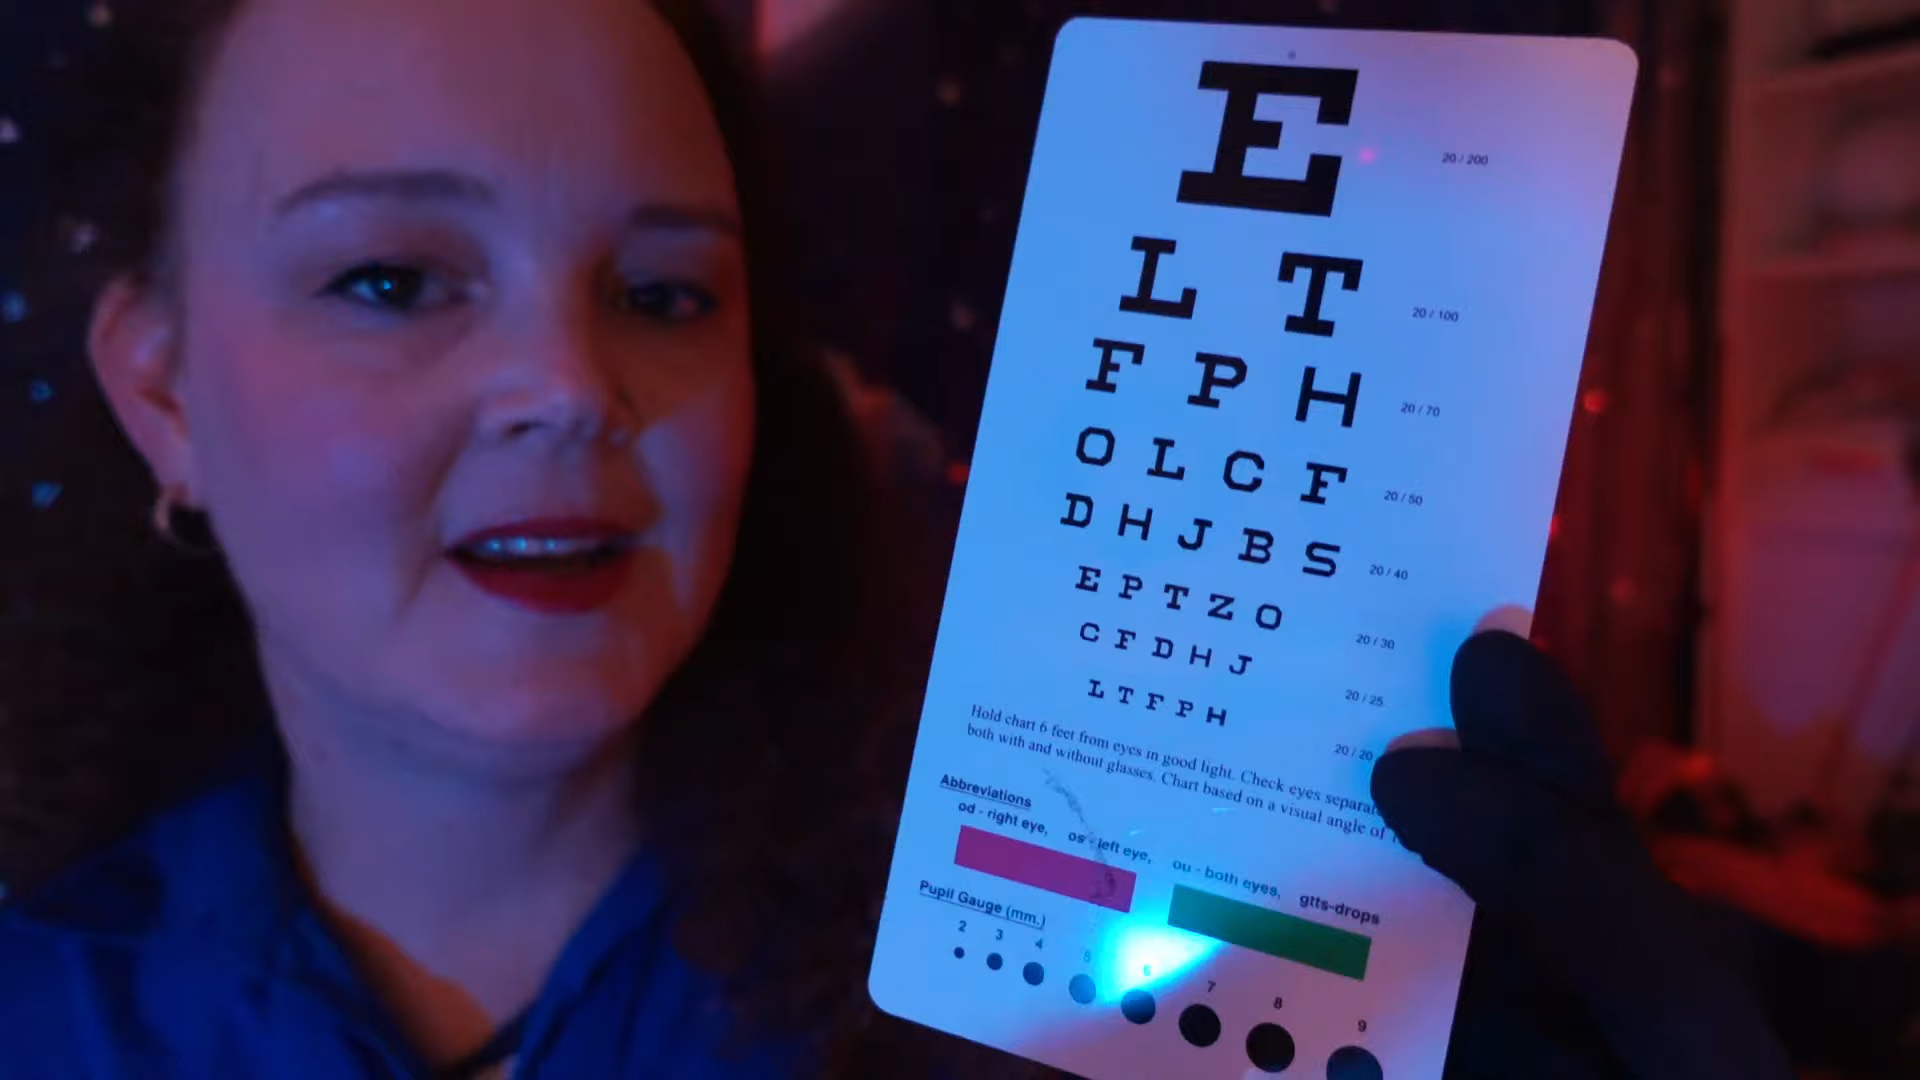 E 20 / 200
L T 20 / 100
F P H 20 / 70
O L C F 20 / 50
D H J B S 20 / 40
E P T Z O 20 / 30
C F D H J 20 / 25
L T F P H 20 / 20
Hold chart 6 feet from eyes in good light. Check eyes
both with and without glasses. Chart based on a visual angle of
Abbreviations
od - right eye, os - left eye, ou - both eyes, gtts-drops
Pupil Gauge (mm.)
2 3 4 5 6 7 8 9